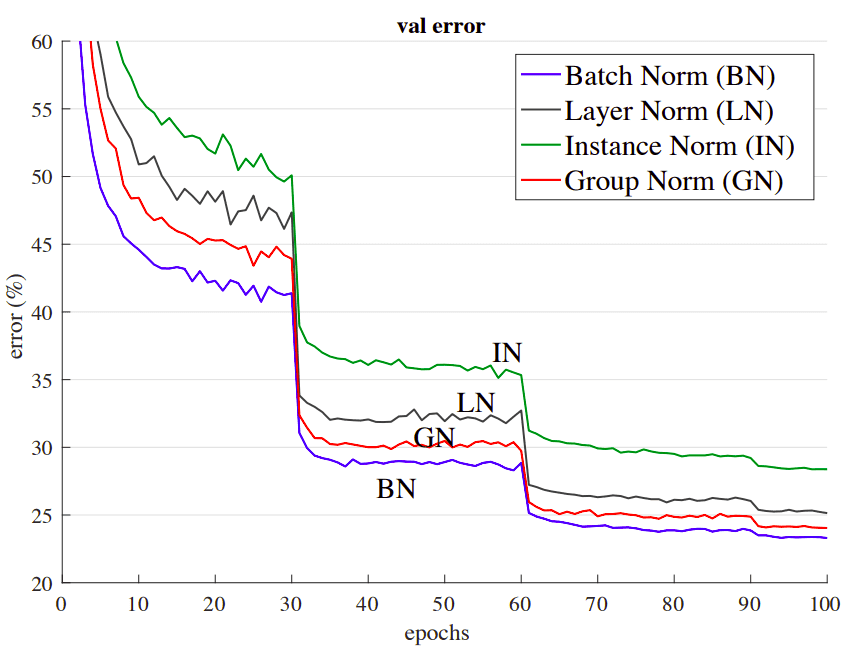 val error
60
55
50
45
40
35
30
25
20
error (%)
Batch Norm (BN)
Layer Norm (LN)
Instance Norm (IN)
Group Norm (GN)
IN
LN
GN
BN
0 10 20 30 40 50 60 70 80 90 100
epochs